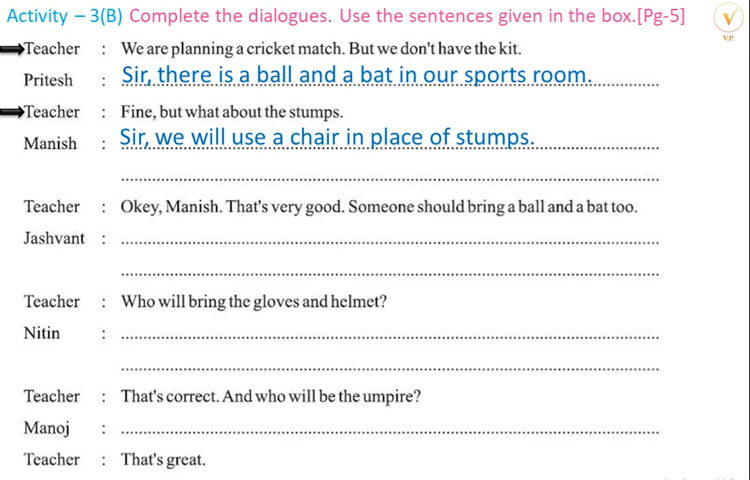 Activity – 3(B) Complete the dialogues. Use the sentences given in the box.[Pg-5]
V
V.P.
Teacher : We are planning a cricket match. But we don't have the kit.
Pritesh : Sir, there is a ball and a bat in our sports room.
Teacher : Fine, but what about the stumps.
Manish : Sir, we will use a chair in place of stumps.
Teacher : Okey, Manish. That's very good. Someone should bring a ball and a bat too.
Jashvant :
Teacher : Who will bring the gloves and helmet?
Nitin :
Teacher : That's correct. And who will be the umpire?
Manoj :
Teacher : That's great.